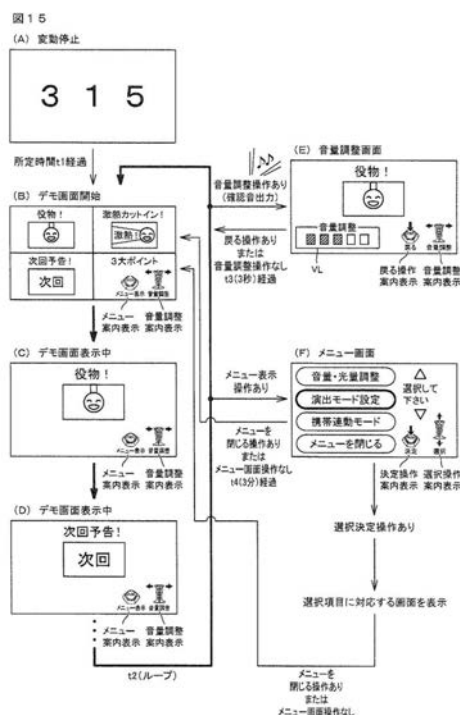 図15
(A) 変動停止
3 1 5
所定時間t1経過
(B) デモ画面開始
役物！
激熱カットイン！
激熱！
次回予告！
次回
3大ポイント
メニュー表示
音量調整
メニュー
案内表示
音量調整
案内表示
(C) デモ画面表示中
役物！
メニュー表示
音量調整
メニュー
案内表示
音量調整
案内表示
(D) デモ画面表示中
次回予告！
次回
メニュー表示
音量調整
メニュー
案内表示
音量調整
案内表示
t2(ループ)
音量調整操作あり
(確認音出力)
戻る操作あり
または
音量調整操作なし
t3(3秒)経過
(E) 音量調整画面
役物！
音量調整
戻る
音量調整
VL
戻る操作
案内表示
音量調整
案内表示
メニュー表示
操作あり
メニューを
閉じる操作あり
または
メニュー画面操作なし
t4(3分)経過
(F) メニュー画面
音量・光量調整
演出モード設定
携帯連動モード
メニューを閉じる
△
選択して
下さい
▽
決定
選択
決定操作
案内表示
選択操作
案内表示
選択決定操作あり
選択項目に対応する画面を表示
メニューを
閉じる操作あり
または
メニュー画面操作なし